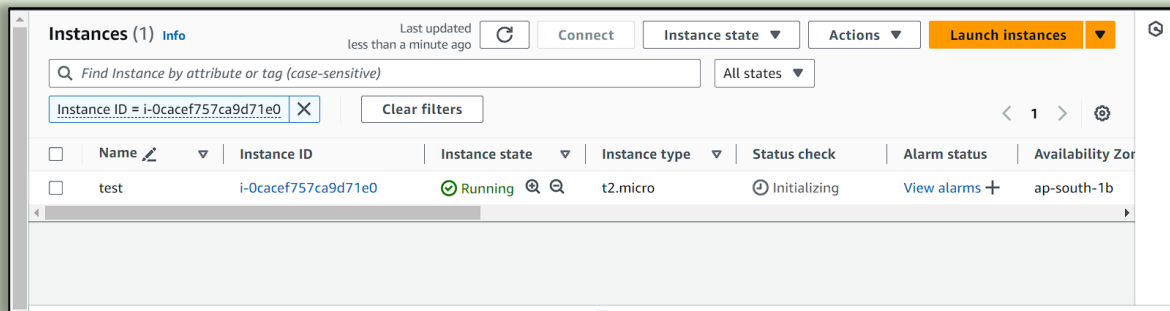 Instances (1) Info
Last updated
less than a minute ago
Connect
Instance state
Actions
Launch instances
Find Instance by attribute or tag (case-sensitive)
All states
Instance ID = i-0cacef757ca9d71e0
Clear filters
1
Name Instance ID Instance state Instance type Status check Alarm status Availability Zor
test i-0cacef757ca9d71e0 Running t2.micro Initializing View alarms ap-south-1b